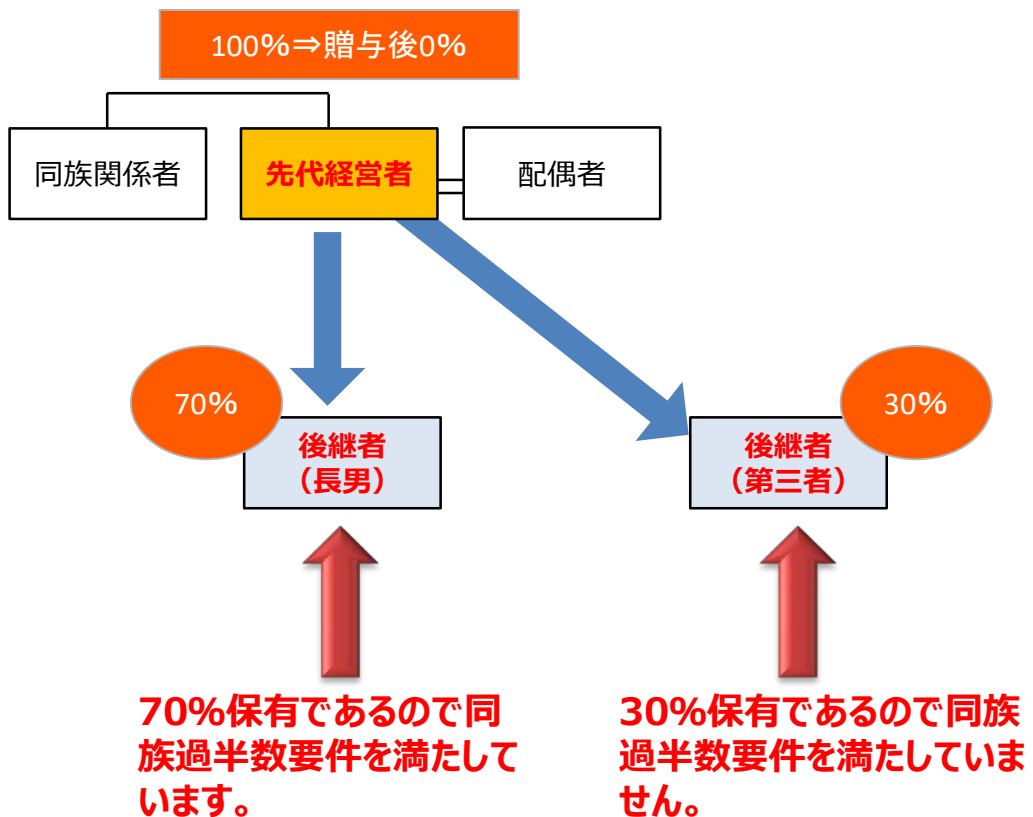 100%⇒贈与後0%
同族関係者
先代経営者
配偶者
70%
30%
後継者
（長男）
後継者
（第三者）
70%保有であるので同
族過半数要件を満たして
います。
30%保有であるので同族
過半数要件を満たしていま
せん。